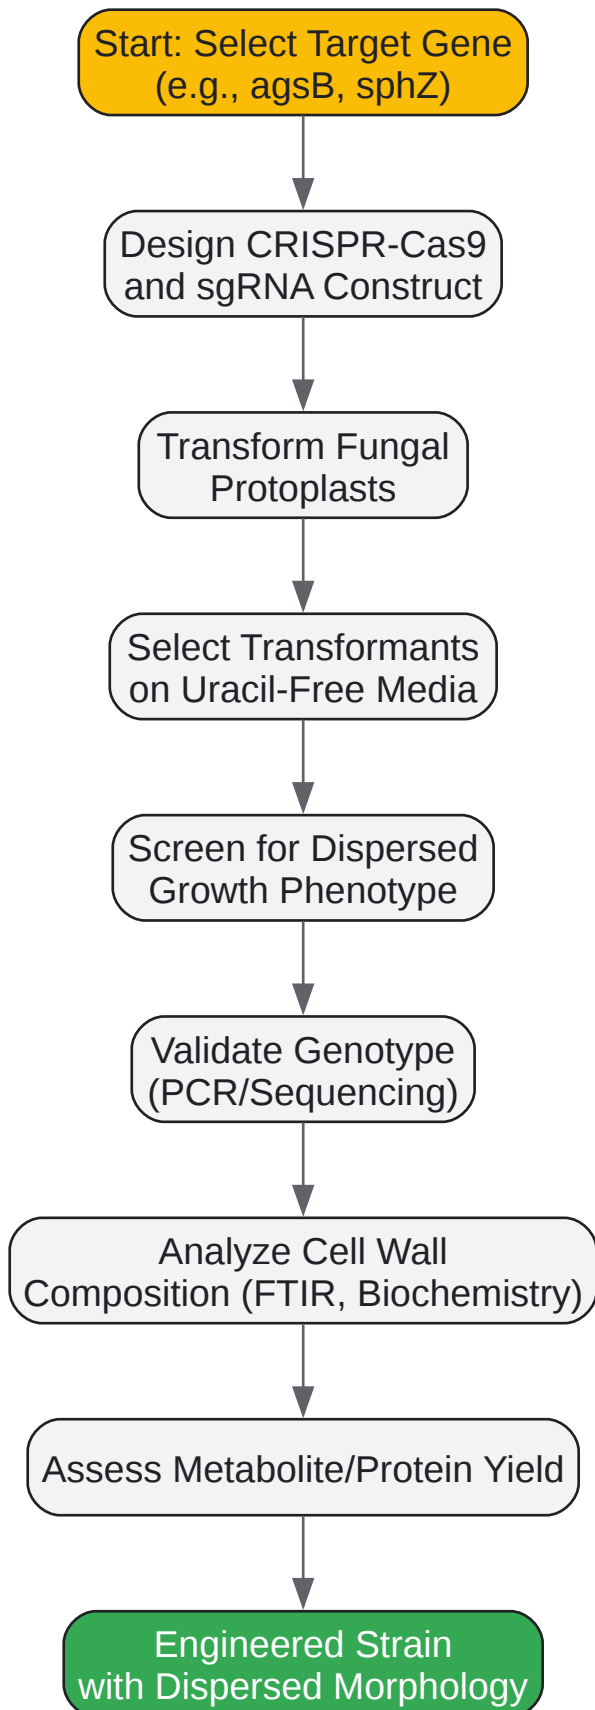 Start: Select Target Gene
(e.g., agsB, sphZ)
Design CRISPR-Cas9
and sgRNA Construct
Transform Fungal
Protoplasts
Select Transformants
on Uracil-Free Media
Screen for Dispersed
Growth Phenotype
Validate Genotype
(PCR/Sequencing)
Analyze Cell Wall
Composition (FTIR, Biochemistry)
Assess Metabolite/Protein Yield
Engineered Strain
with Dispersed Morphology